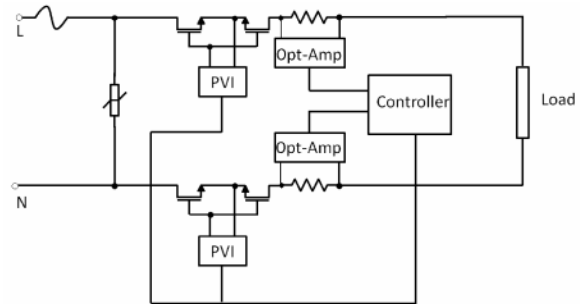 L
Opt-Amp
PVI
Controller
Load
Opt-Amp
N
PVI